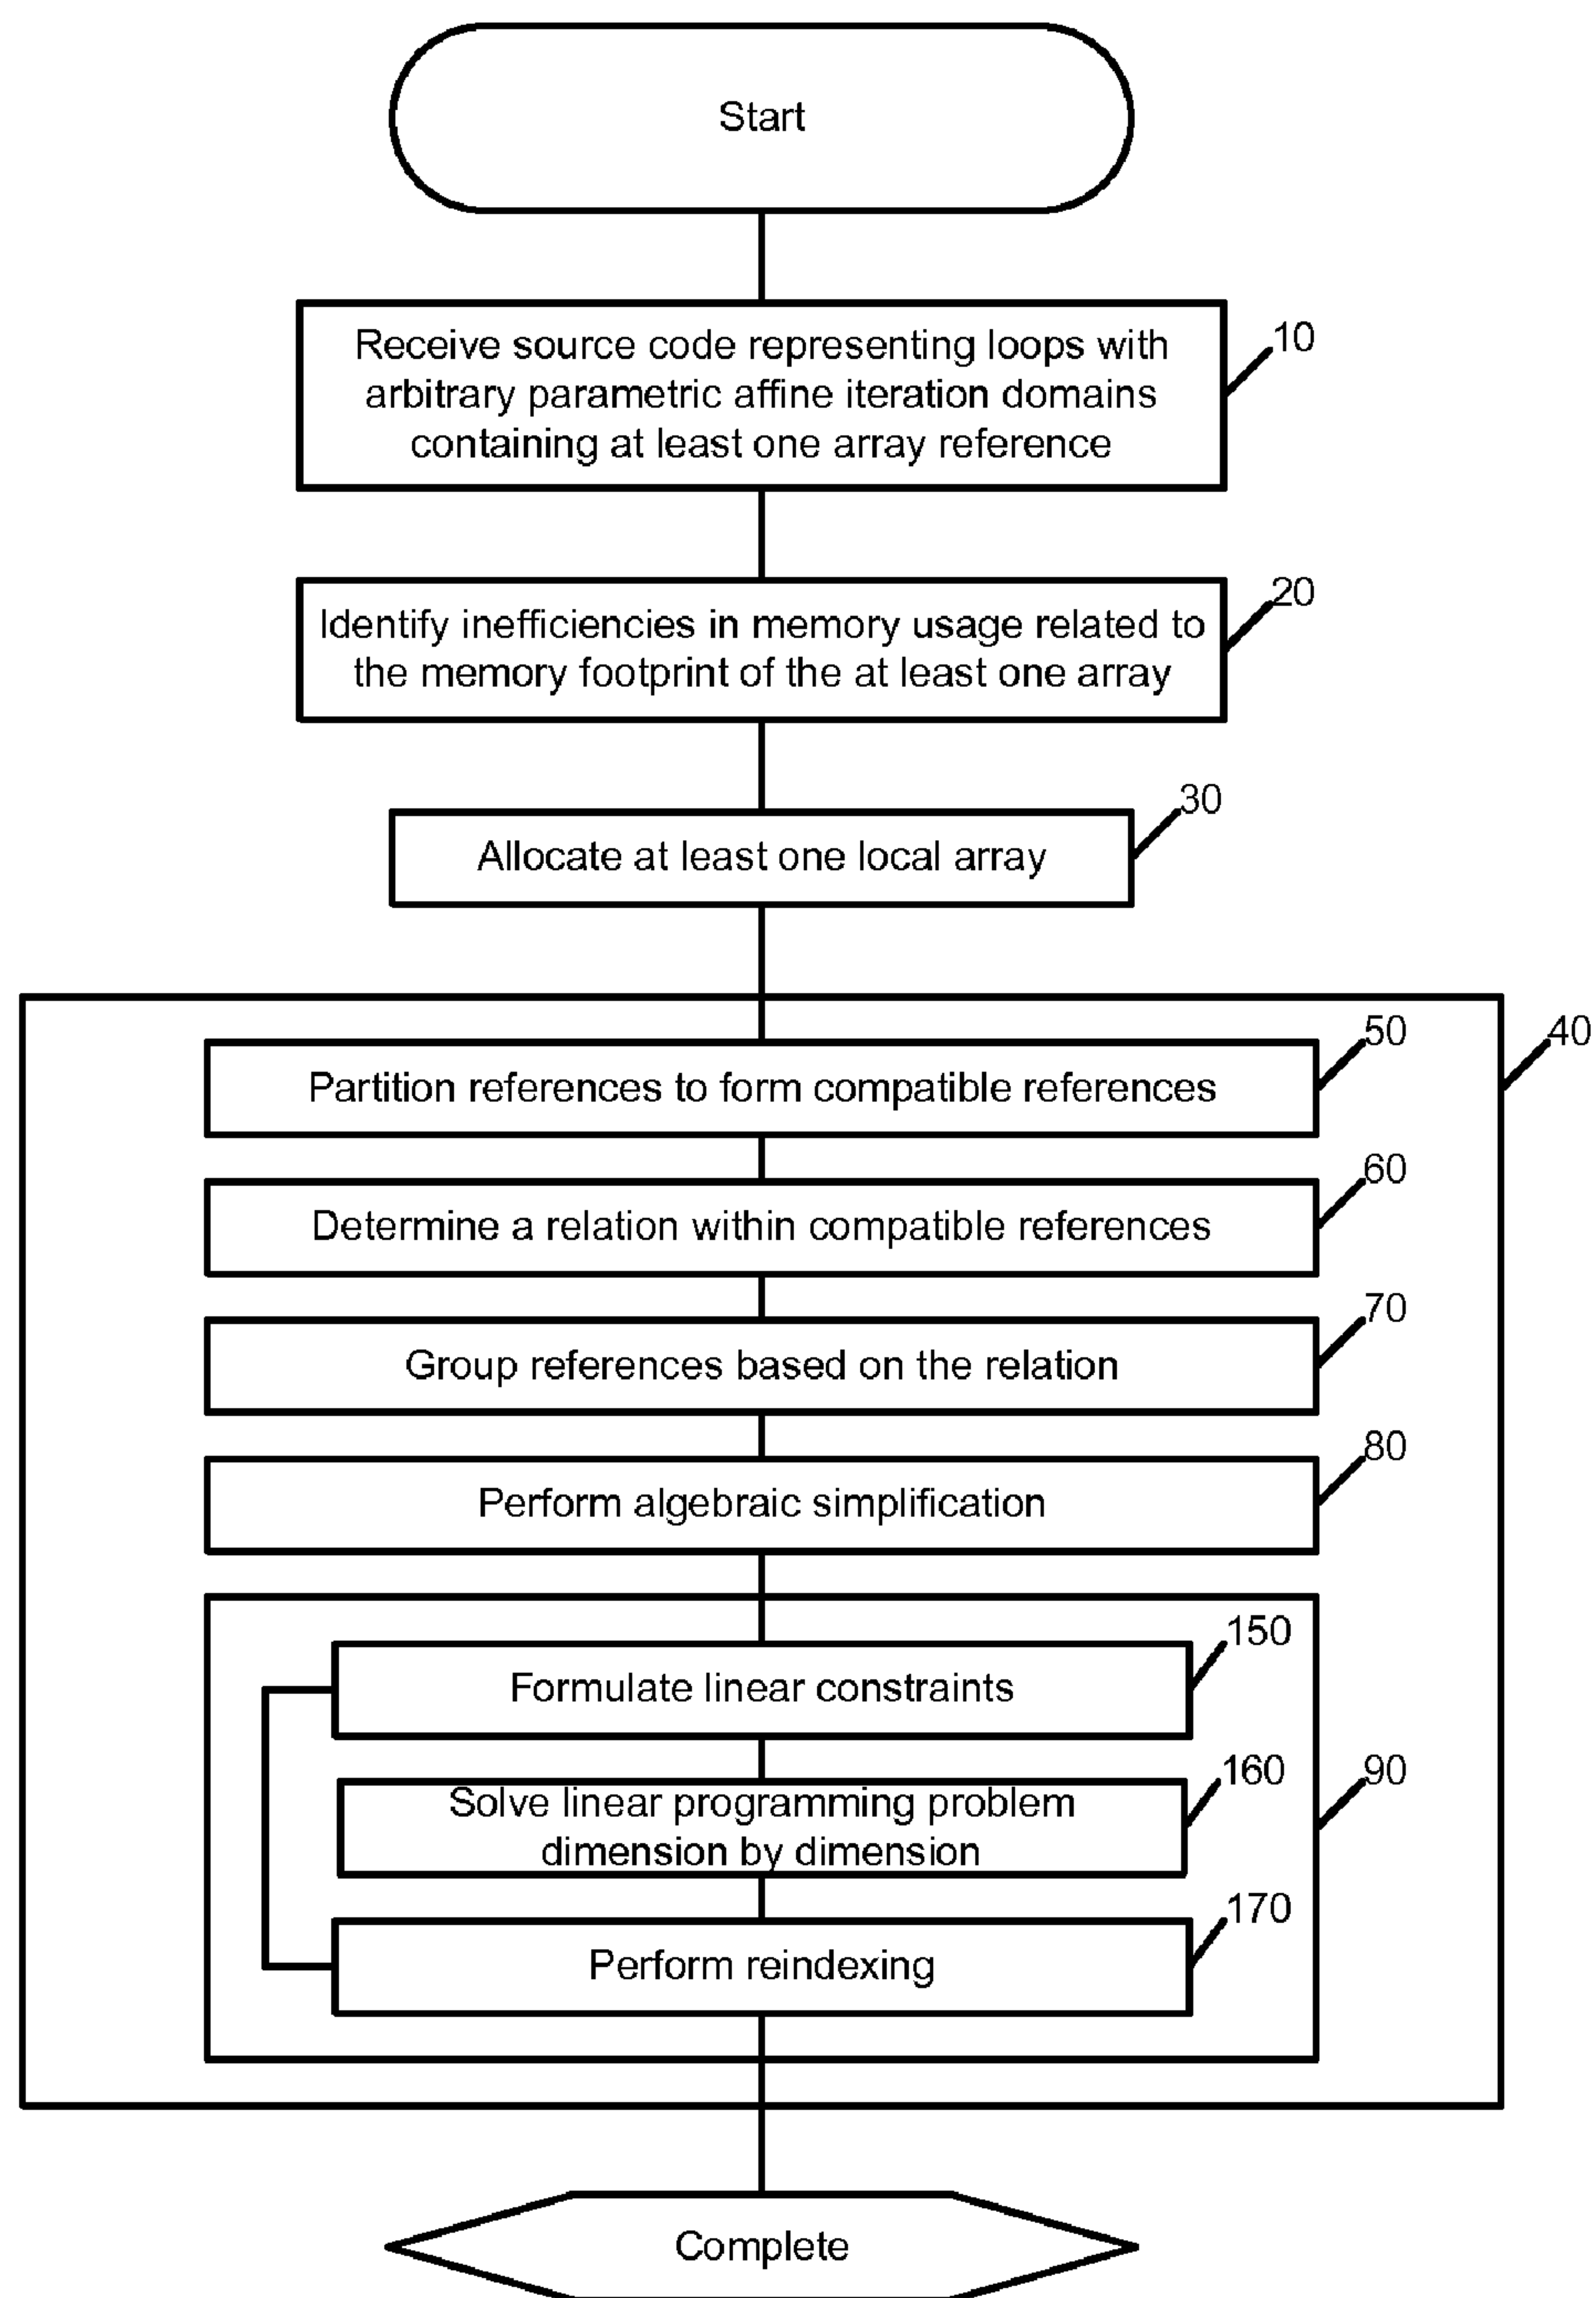 Start
Receive source code representing loops with
arbitrary parametric affine iteration domains
containing at least one array reference
10
Identify inefficiencies in memory usage related to
the memory footprint of the at least one array
20
Allocate at least one local array
30
40
Partition references to form compatible references
50
Determine a relation within compatible references
60
Group references based on the relation
70
Perform algebraic simplification
80
Formulate linear constraints
150
Solve linear programming problem
dimension by dimension
160
90
Perform reindexing
170
Complete